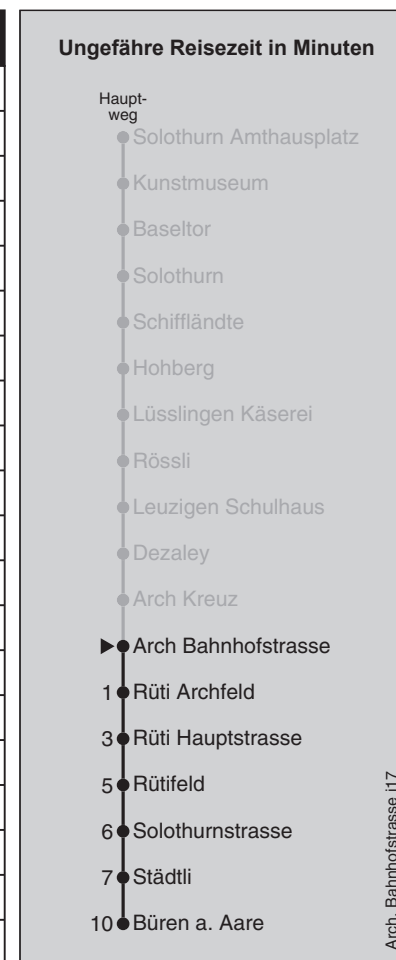 Ungefähre Reisezeit in Minuten
Haupt-
weg
Solothurn Amthausplatz
Kunstmuseum
Baseltor
Solothurn
Schiffländte
Hohberg
Lüsslingen Käserei
Rössli
Leuzigen Schulhaus
Dezaley
Arch Kreuz
Arch Bahnhofstrasse
1 Rüti Archfeld
3 Rüti Hauptstrasse
5 Rütifeld
6 Solothurnstrasse
7 Städtli
10 Büren a. Aare
Arch, Bahnhofstrasse j17